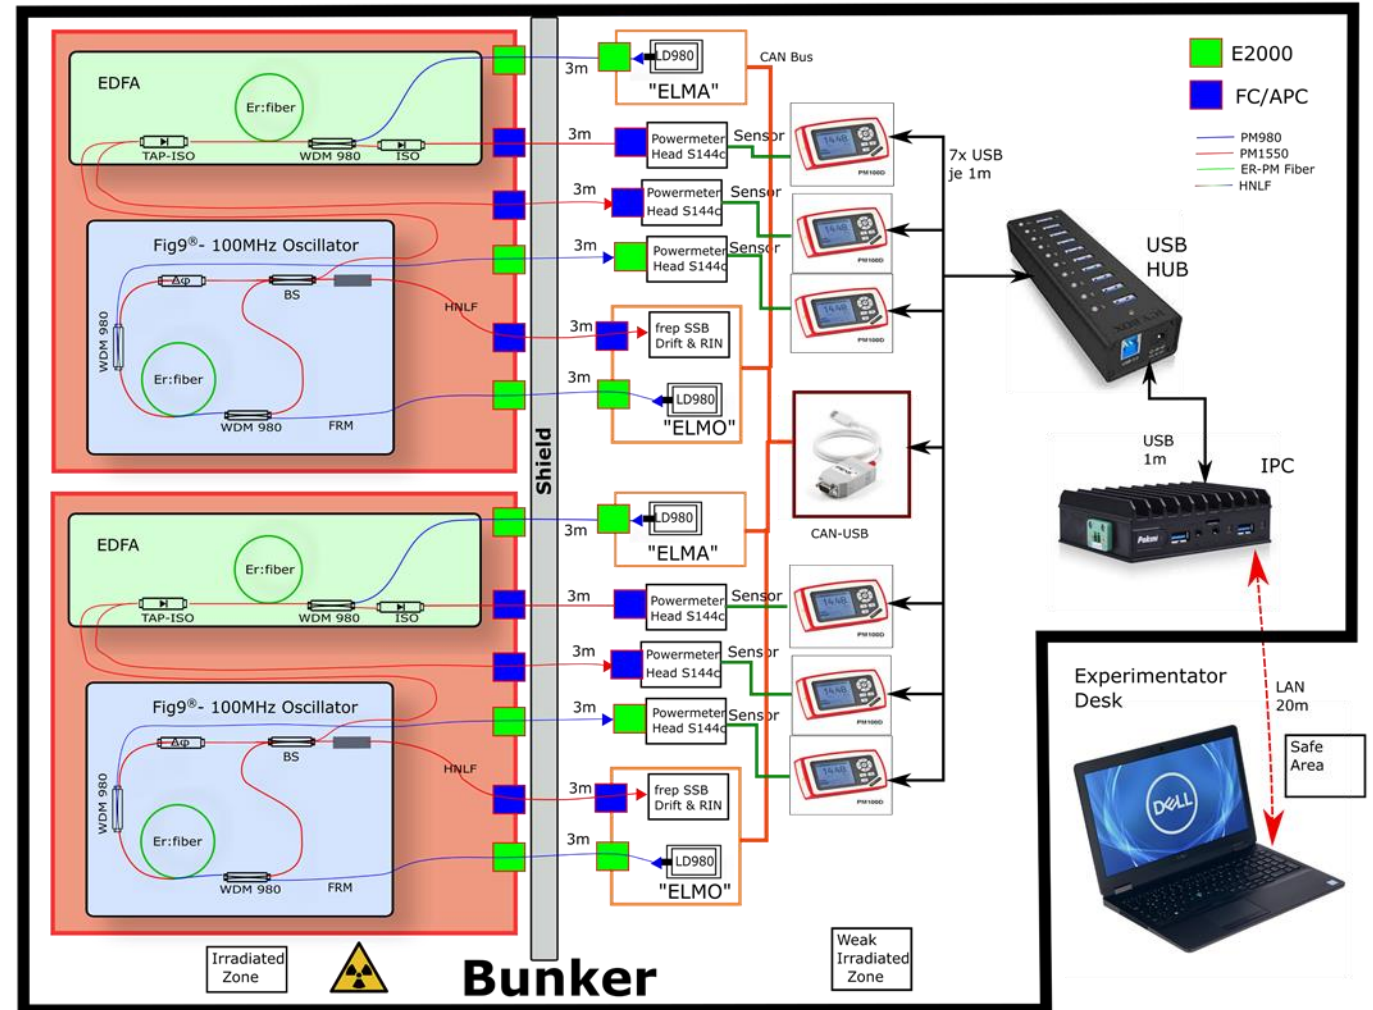 EDFA
Er:fiber
TAP-ISO
WDM 980
ISO
Fig9®- 100MHz Oscillator
Δφ
BS
WDM 980
HNLF
Er:fiber
WDM 980
FRM
EDFA
Er:fiber
TAP-ISO
WDM 980
ISO
Fig9®- 100MHz Oscillator
Δφ
BS
WDM 980
HNLF
Er:fiber
WDM 980
FRM
Irradiated
Zone
Shield
Bunker
3m
LD980
"ELMA"
CAN Bus
3m
Powermeter
Head S144c
Sensor
3m
Powermeter
Head S144c
Sensor
3m
Powermeter
Head S144c
Sensor
3m
frep SSB
Drift & RIN
3m
LD980
"ELMO"
3m
LD980
"ELMA"
3m
Powermeter
Head S144c
Sensor
3m
Powermeter
Head S144c
Sensor
3m
Powermeter
Head S144c
Sensor
3m
frep SSB
Drift & RIN
3m
LD980
"ELMO"
PM100D
PM100D
PM100D
CAN-USB
PM100D
PM100D
PM100D
Weak
Irradiated
Zone
7x USB
je 1m
E2000
FC/APC
PM980
PM1550
ER-PM Fiber
HNLF
USB
HUB
USB
1m
IPC
Experimentator
Desk
LAN
20m
Safe
Area
DELL